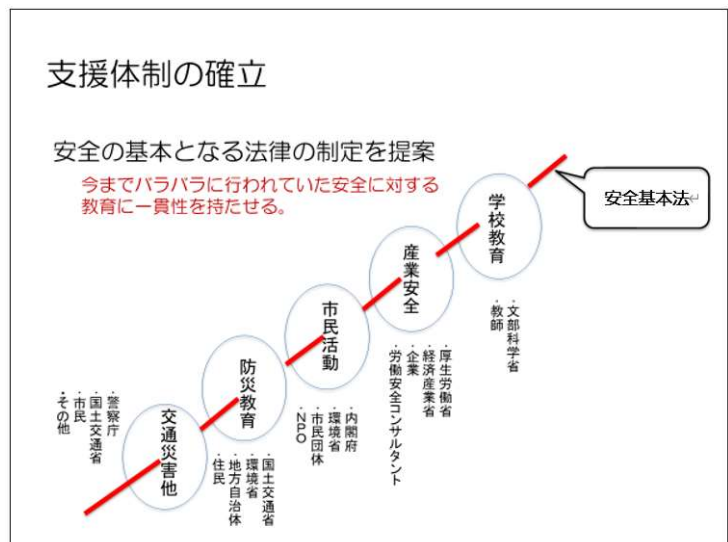 支援体制の確立
安全の基本となる法律の制定を提案
今までバラバラに行われていた安全に対する
教育に一貫性を持たせる。
安全基本法↵
学校教育
・文部科学省
・教師
産業安全
・厚生労働省
・経済産業省
・企業
・労働安全コンサルタント
市民活動
・内閣府
・環境省
・市民団体
・NPO
防災教育
・国土交通省
・環境省
・地方自治体
・住民
交通災害他
・警察庁
・国土交通省
・市民
・その他